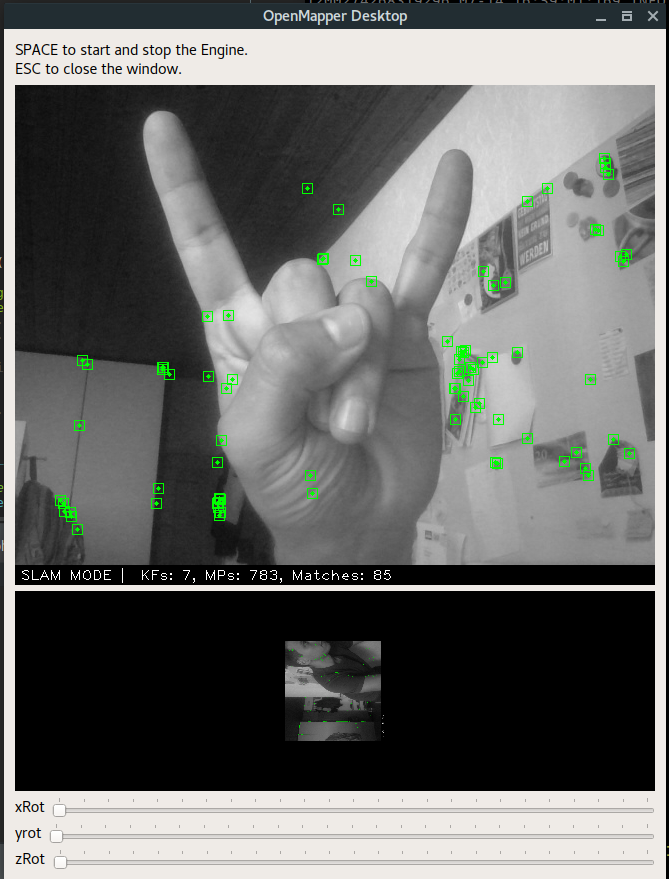 OpenMapper Desktop
SPACE to start and stop the Engine.
ESC to close the window.
WERDEN
SLAM MODE | KFs: 7, MPs: 783, Matches: 85
xRot
yrot
zRot